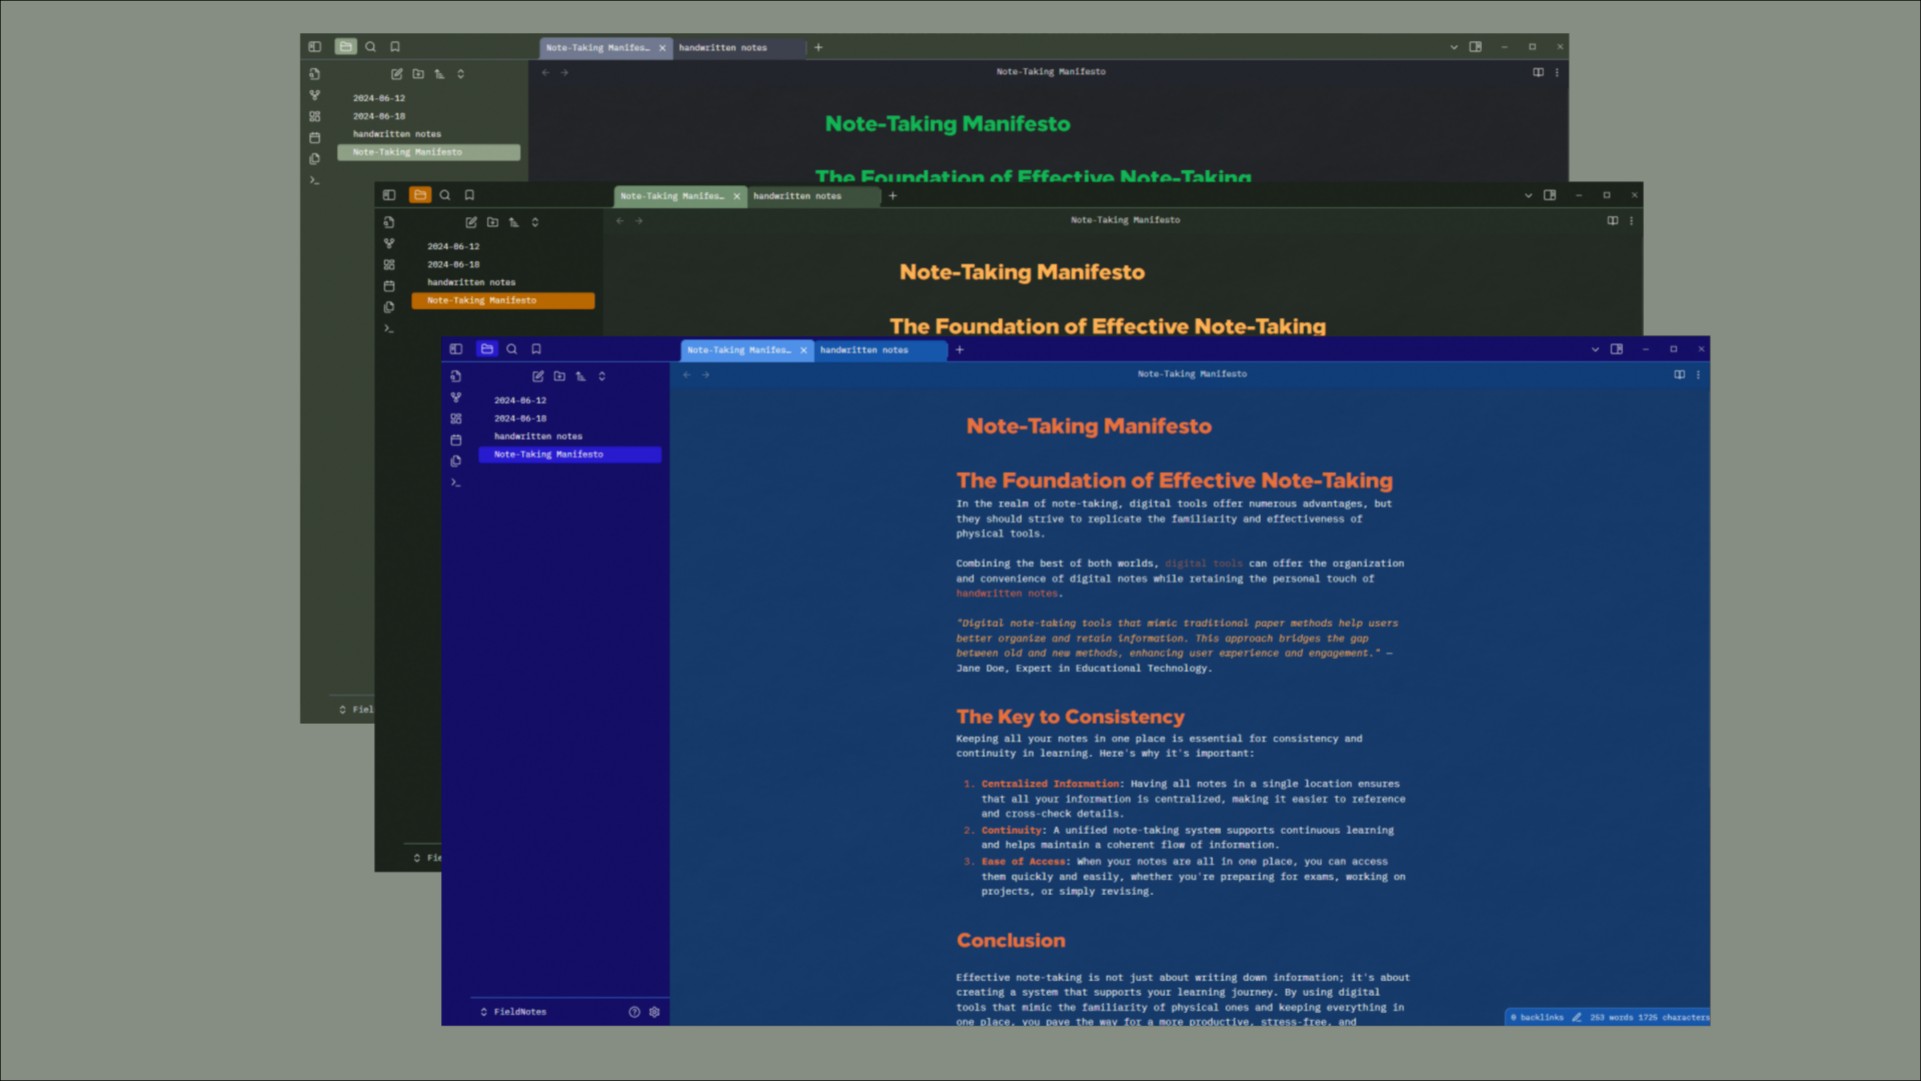 Note-Taking Manifes…
handwritten notes
Note-Taking Manifesto
2024-06-12
2024-06-18
handwritten notes
Note-Taking Manifesto
Note-Taking Manifesto
The Foundation of Effective Note-Taking
Fiel
Note-Taking Manifes…
handwritten notes
Note-Taking Manifesto
2024-06-12
2024-06-18
handwritten notes
Note-Taking Manifesto
Note-Taking Manifesto
The Foundation of Effective Note-Taking
Fie
Note-Taking Manifes…
handwritten notes
Note-Taking Manifesto
2024-06-12
2024-06-18
handwritten notes
Note-Taking Manifesto
FieldNotes
Note-Taking Manifesto
The Foundation of Effective Note-Taking
In the realm of note-taking, digital tools offer numerous advantages, but
they should strive to replicate the familiarity and effectiveness of
physical tools.
Combining the best of both worlds, digital tools can offer the organization
and convenience of digital notes while retaining the personal touch of
handwritten notes.
"Digital note-taking tools that mimic traditional paper methods help users
better organize and retain information. This approach bridges the gap
between old and new methods, enhancing user experience and engagement." —
Jane Doe, Expert in Educational Technology.
The Key to Consistency
Keeping all your notes in one place is essential for consistency and
continuity in learning. Here's why it's important:
1. Centralized Information: Having all notes in a single location ensures
that all your information is centralized, making it easier to reference
and cross-check details.
2. Continuity: A unified note-taking system supports continuous learning
and helps maintain a coherent flow of information.
3. Ease of Access: When your notes are all in one place, you can access
them quickly and easily, whether you're preparing for exams, working on
projects, or simply revising.
Conclusion
Effective note-taking is not just about writing down information; it's about
creating a system that supports your learning journey. By using digital
tools that mimic the familiarity of physical ones and keeping everything in
one place, you pave the way for a more productive, stress-free, and
0 backlinks 253 words 1725 characters